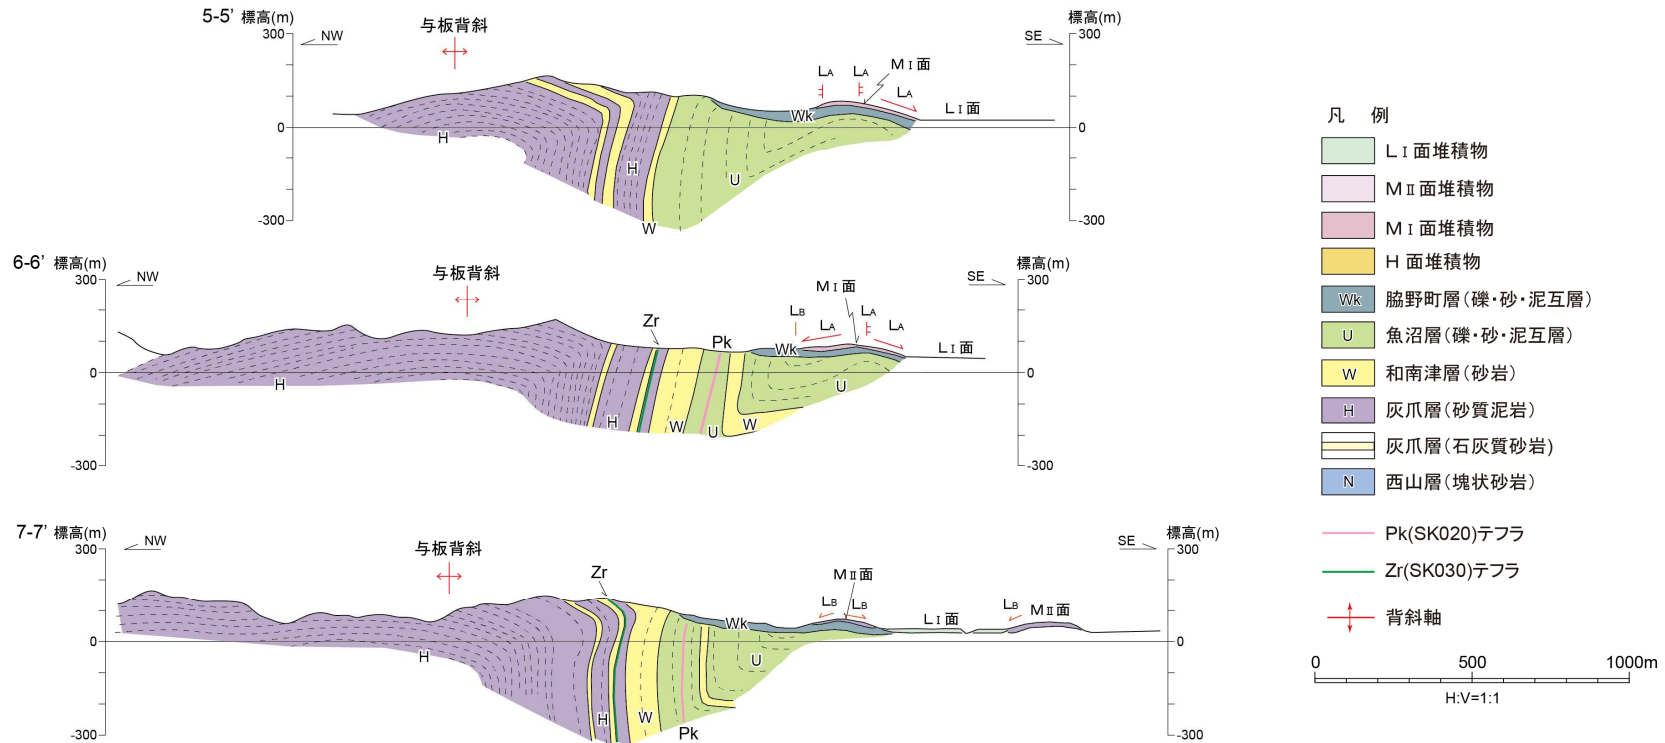 5-5’ 標高(m)
300
0
-300
NW
与板背斜
SE
標高(m)
300
0
-300
LA
LA
MⅠ面
LA
LⅠ面
Wk
H
H
U
W
6-6’ 標高(m)
300
0
-300
NW
与板背斜
SE
標高(m)
300
0
-300
Zr
Pk
LB
LA
MⅠ面
LA
LA
LⅠ面
Wk
H
H
W
U
W
U
7-7’ 標高(m)
300
0
-300
NW
与板背斜
SE
標高(m)
300
0
-300
Zr
MⅡ面
LB
LB
LⅠ面
LB
MⅡ面
Wk
H
H
W
U
Pk
凡 例
LⅠ面堆積物
MⅡ面堆積物
MⅠ面堆積物
H 面堆積物
Wk 脇野町層(礫・砂・泥互層)
U 魚沼層(礫・砂・泥互層)
W 和南津層(砂岩)
H 灰爪層(砂質泥岩)
灰爪層(石灰質砂岩)
N 西山層(塊状砂岩)
Pk(SK020)テフラ
Zr(SK030)テフラ
背斜軸
0 500 1000m
H:V=1:1